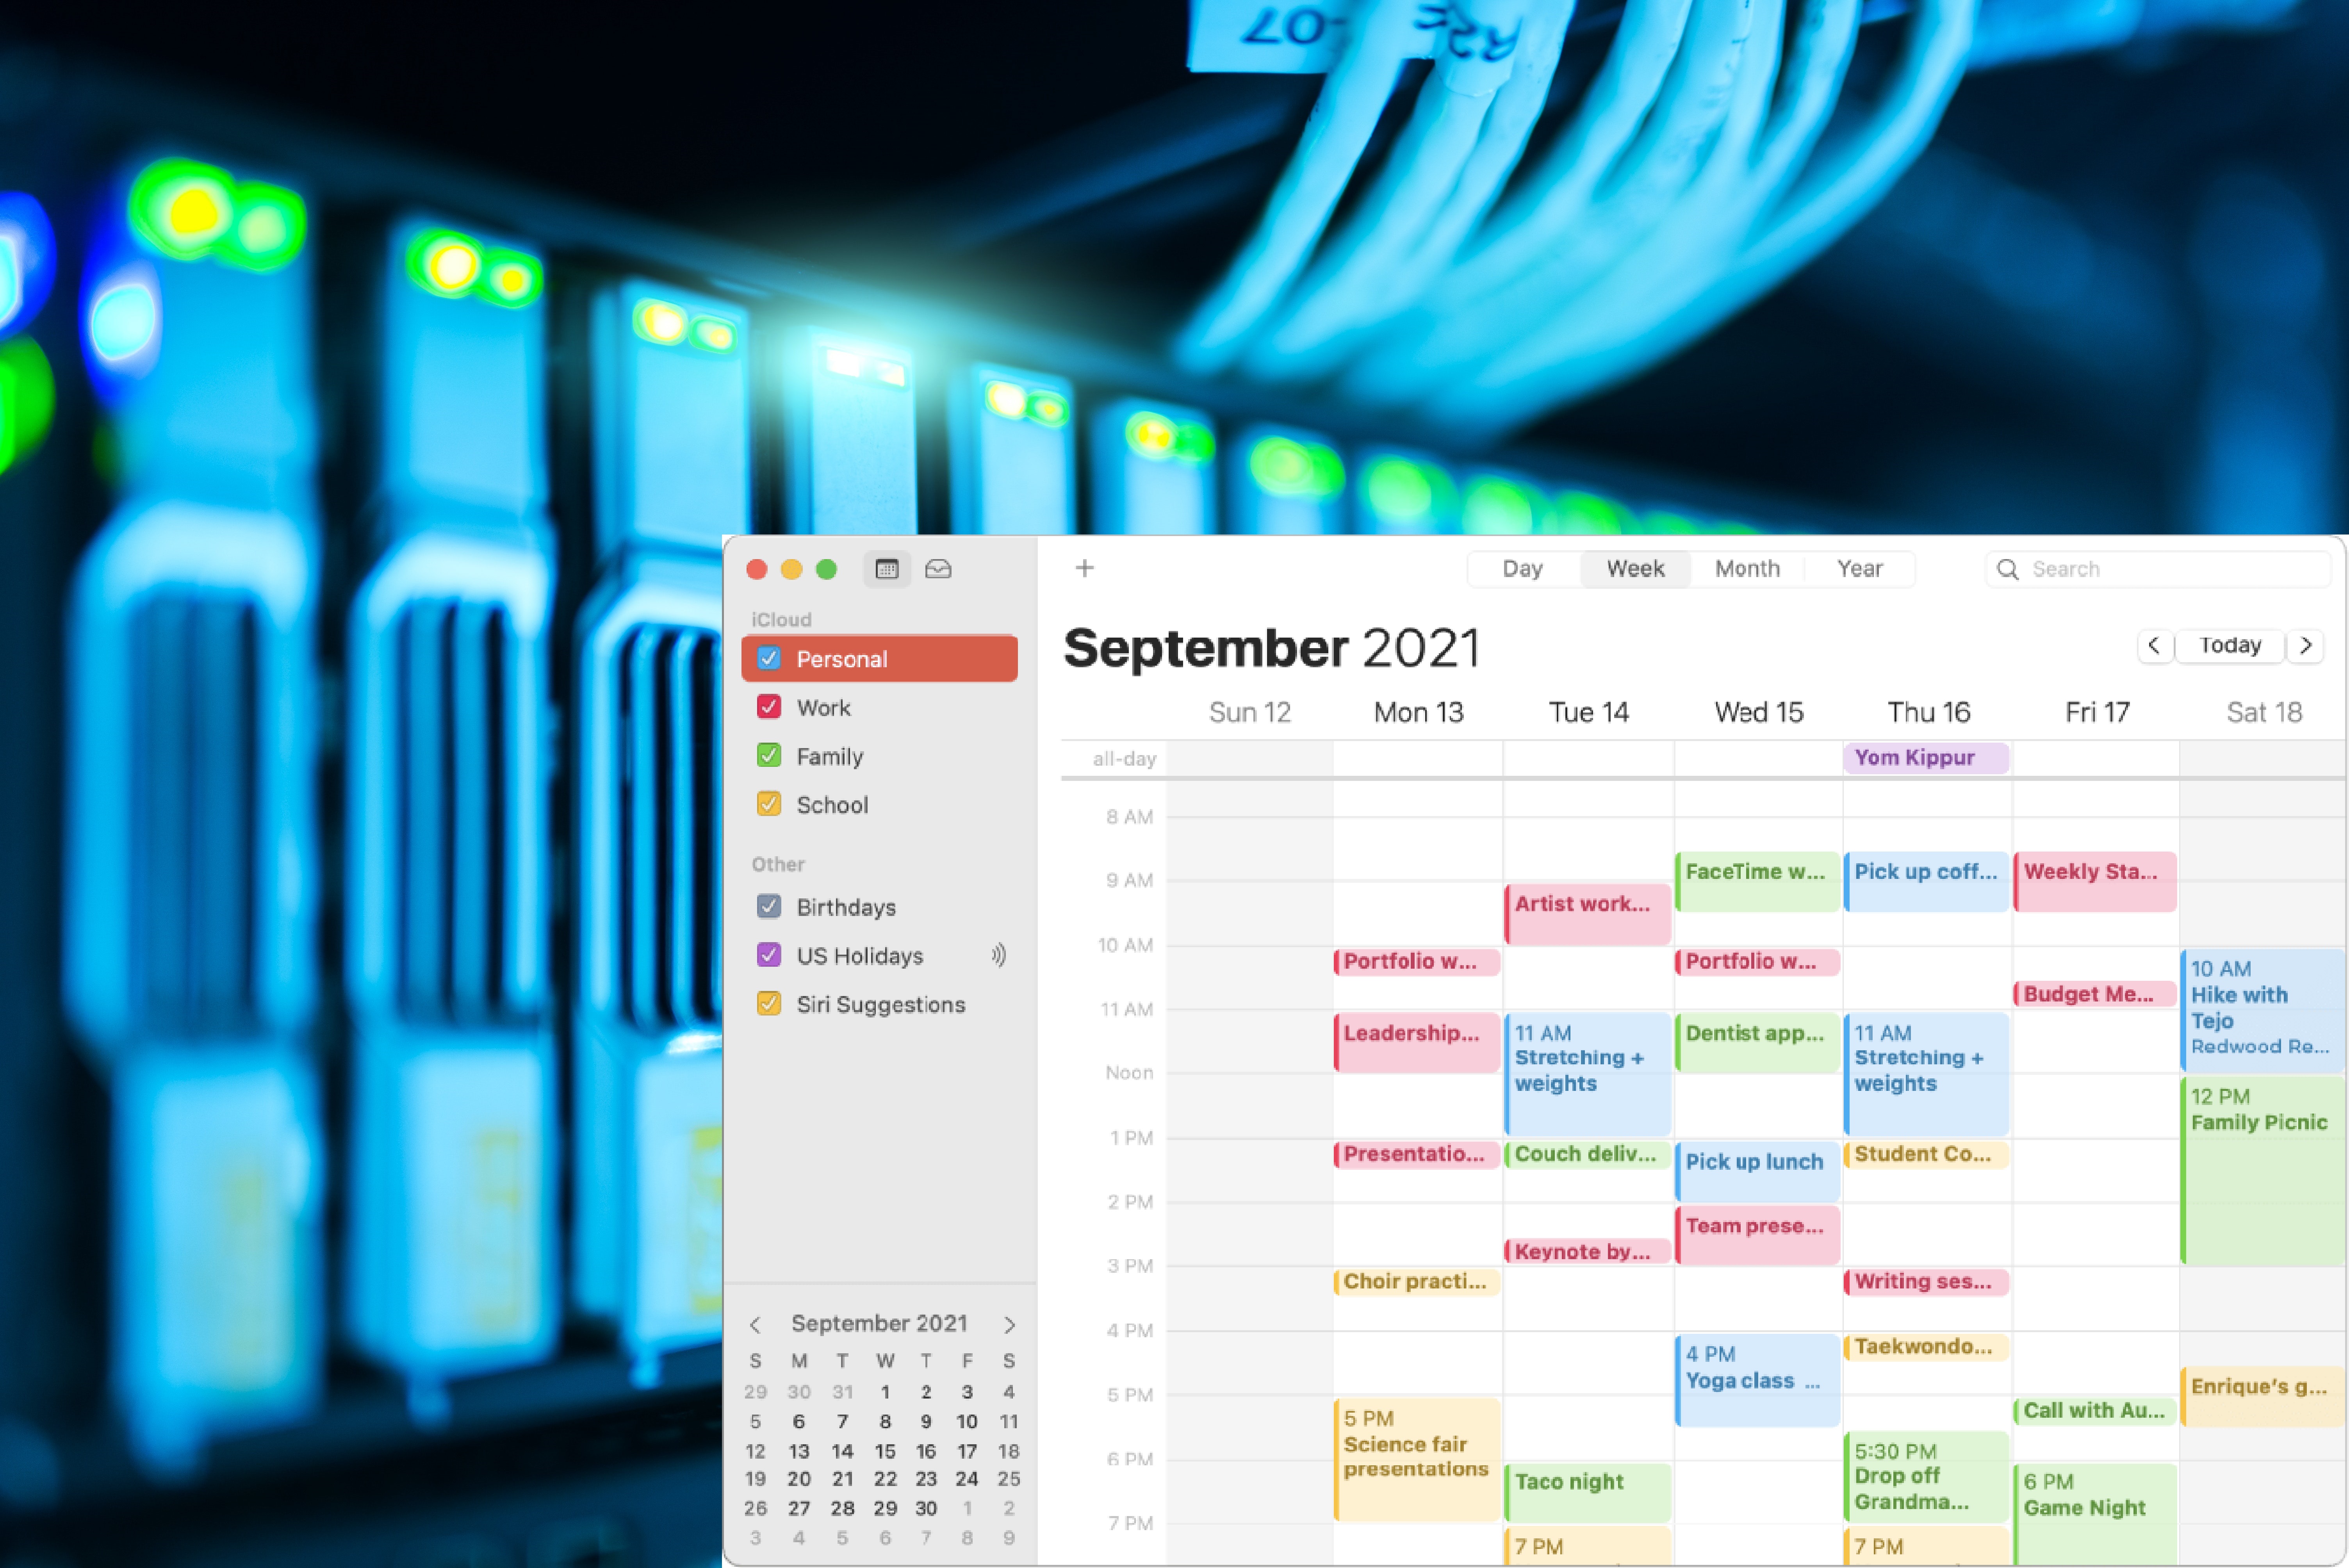 -07
R2C
iCloud
Personal
Work
Family
School
Other
Birthdays
US Holidays
Siri Suggestions
September 2021
S M T W T F S
29 30 31 1 2 3 4
5 6 7 8 9 10 11
12 13 14 15 16 17 18
19 20 21 22 23 24 25
26 27 28 29 30 1 2
3 4 5 6 7 8 9
Day Week Month Year
Search
September 2021
Today
Sun 12 Mon 13 Tue 14 Wed 15 Thu 16 Fri 17 Sat 18
all-day
Yom Kippur
8 AM
9 AM
10 AM
11 AM
Noon
1 PM
2 PM
3 PM
4 PM
5 PM
6 PM
7 PM
Portfolio w...
Leadership...
Presentatio...
Choir practi...
5 PM
Science fair
presentations
Artist work...
11 AM
Stretching +
weights
Couch deliv...
Keynote by...
Taco night
7 PM
FaceTime w...
Portfolio w...
Dentist app...
Pick up lunch
Team prese...
4 PM
Yoga class ...
Pick up coff...
11 AM
Stretching +
weights
Student Co...
Writing ses...
Taekwondo...
5:30 PM
Drop off
Grandma...
7 PM
Weekly Sta...
Budget Me...
Call with Au...
6 PM
Game Night
10 AM
Hike with
Tejo
Redwood Re...
12 PM
Family Picnic
Enrique's g...